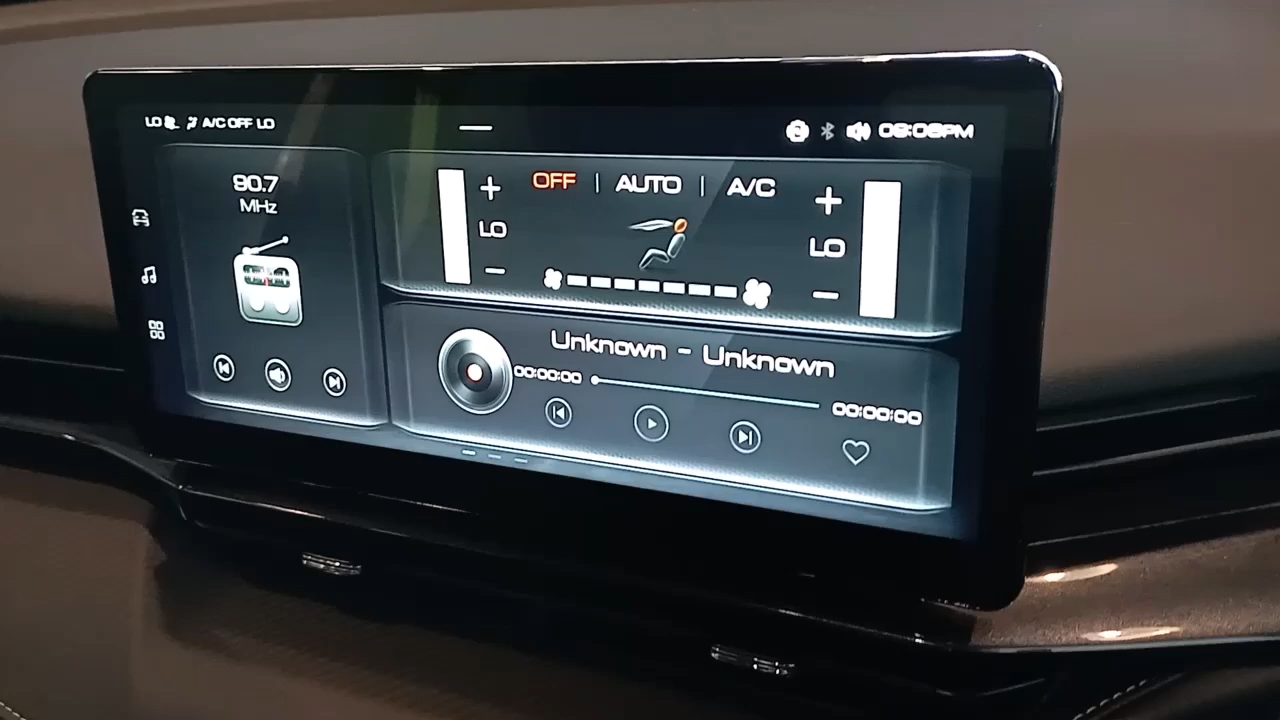 LO A/C OFF LO
06:06PM
90.7
MHz
OFF | AUTO | A/C
LO
LO
Unknown - Unknown
00:00:00
00:00:00